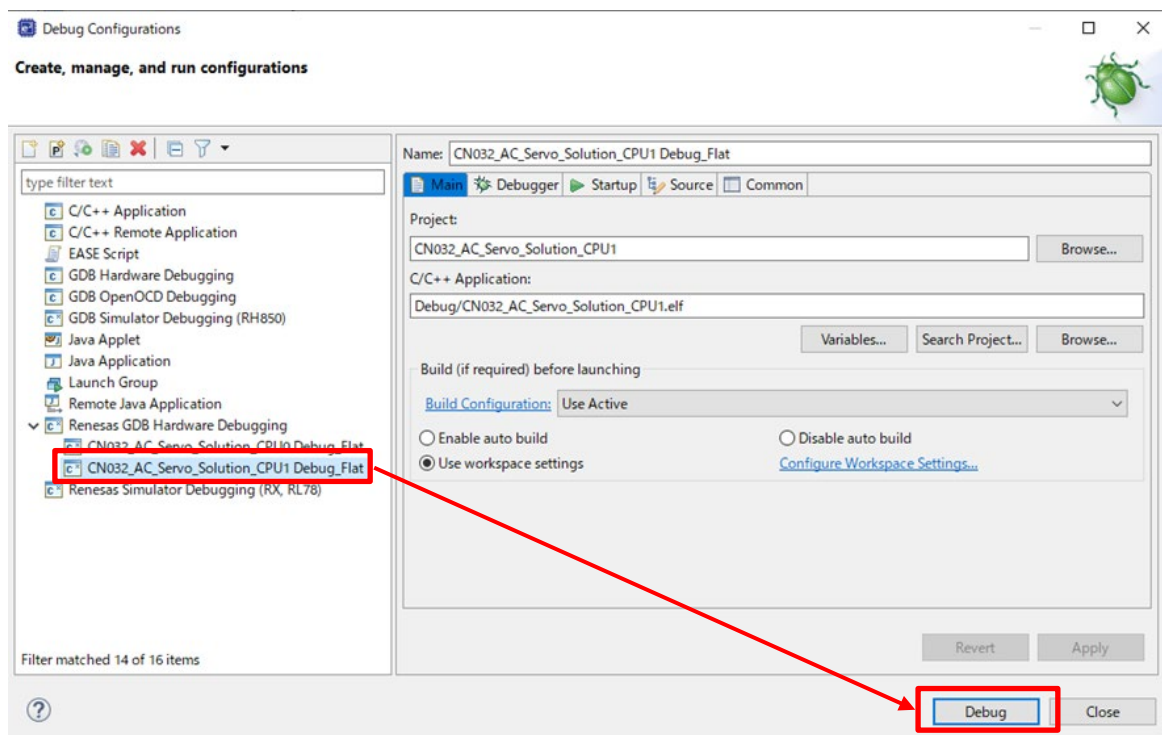 Debug Configurations
Create, manage, and run configurations
type filter text
C/C++ Application
C/C++ Remote Application
EASE Script
GDB Hardware Debugging
GDB OpenOCD Debugging
GDB Simulator Debugging (RH850)
Java Applet
Java Application
Launch Group
Remote Java Application
Renesas GDB Hardware Debugging
CN032_AC_Servo_Solution_CPU0 Debug_Flat
CN032_AC_Servo_Solution_CPU1 Debug_Flat
Renesas Simulator Debugging (RX, RL78)
Filter matched 14 of 16 items
Name: CN032_AC_Servo_Solution_CPU1 Debug_Flat
Main Debugger Startup Source Common
Project:
CN032_AC_Servo_Solution_CPU1 Browse...
C/C++ Application:
Debug/CN032_AC_Servo_Solution_CPU1.elf
Variables... Search Project... Browse...
Build (if required) before launching
Build Configuration: Use Active
Enable auto build Disable auto build
Use workspace settings Configure Workspace Settings...
Revert Apply
Debug Close